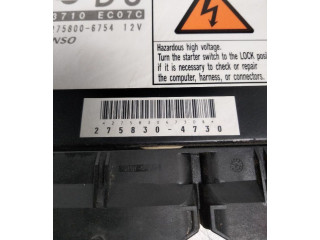 3710 EC07C
275800-6754 12V
NSO
Hazardous high voltage.
Turn the starter switch to the LOCK posi
if it is necessary to check or repair
the computer, harness, or connectors.
275830-4730